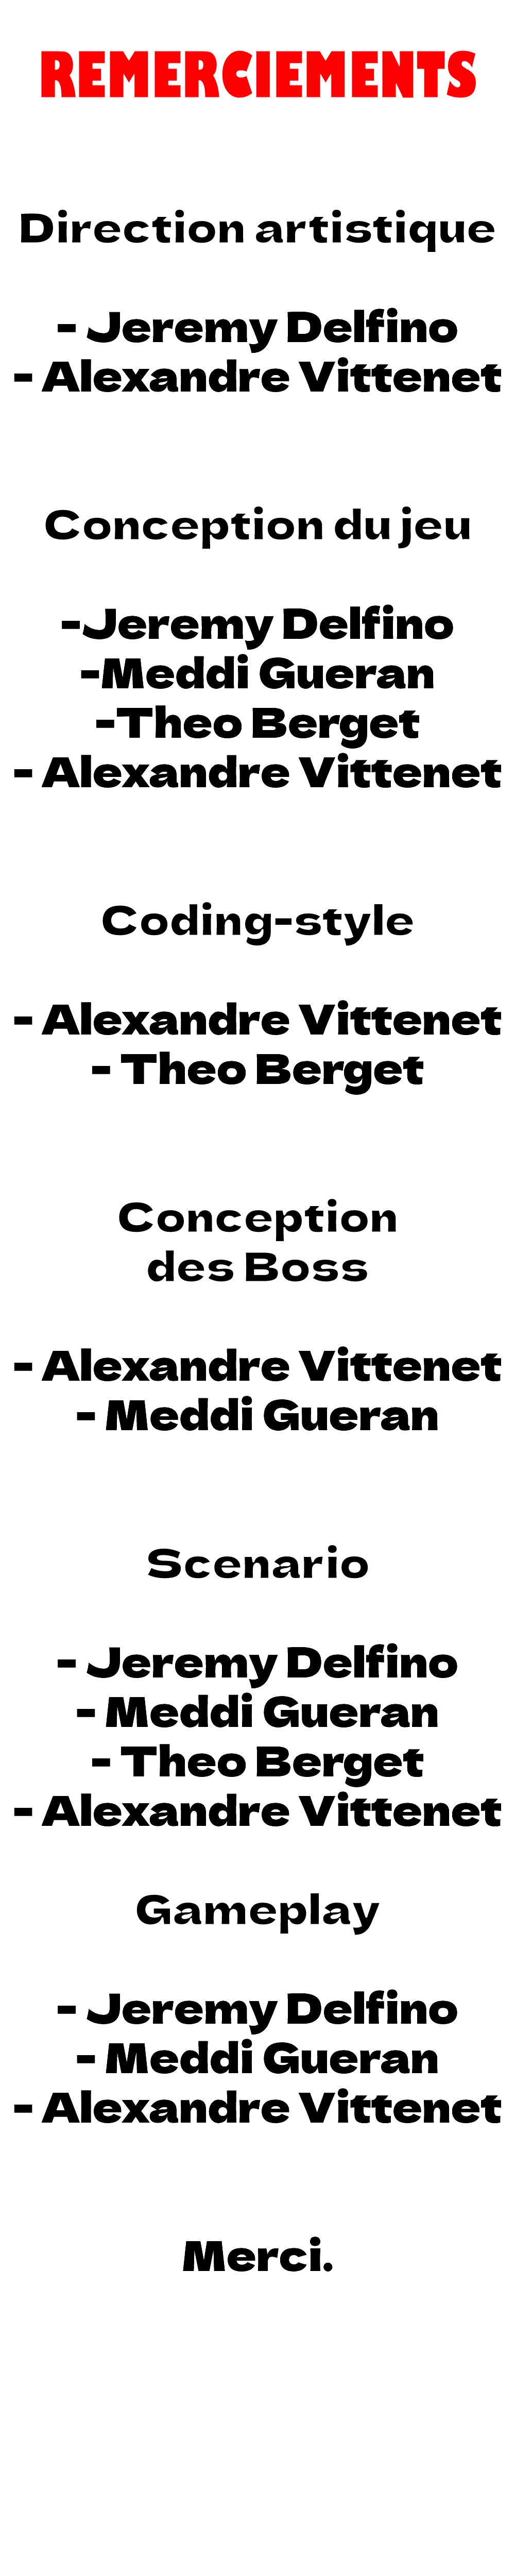 REMERCIEMENTS
Direction artistique
- Jeremy Delfino
- Alexandre Vittenet
Conception du jeu
-Jeremy Delfino
-Meddi Gueran
-Theo Berget
- Alexandre Vittenet
Coding-style
- Alexandre Vittenet
- Theo Berget
Conception
des Boss
- Alexandre Vittenet
- Meddi Gueran
Scenario
- Jeremy Delfino
- Meddi Gueran
- Theo Berget
- Alexandre Vittenet
Gameplay
- Jeremy Delfino
- Meddi Gueran
- Alexandre Vittenet
Merci.